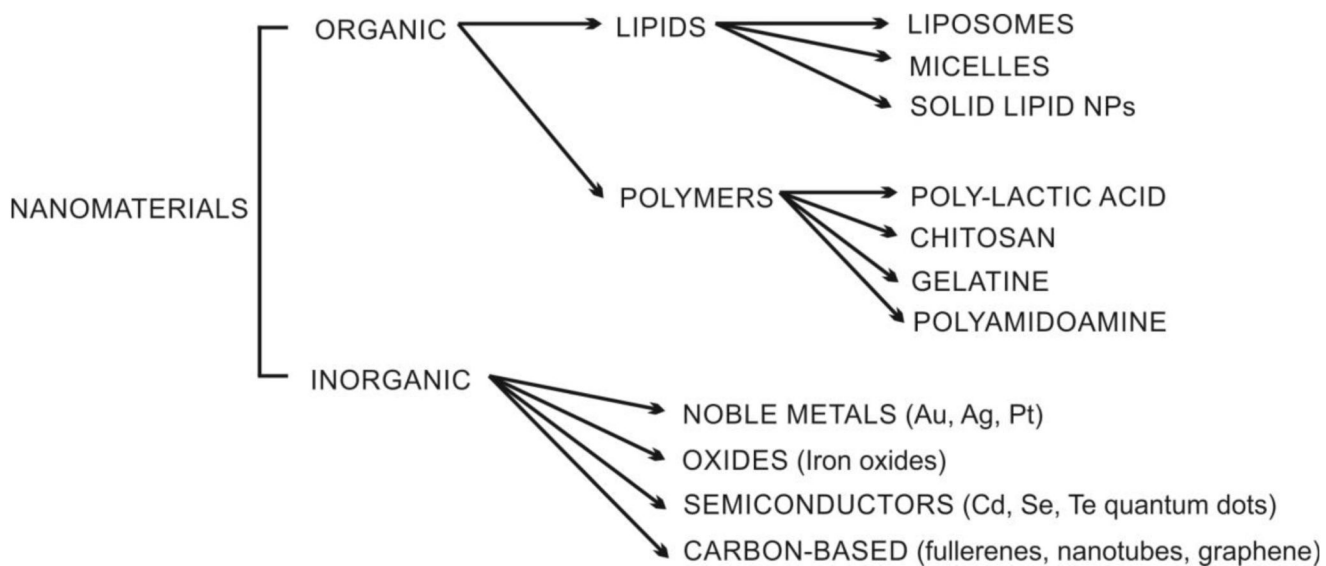 ORGANIC
LIPIDS
LIPOSOMES
MICELLES
SOLID LIPID NPs
NANOMATERIALS
POLYMERS
POLY-LACTIC ACID
CHITOSAN
GELATINE
POLYAMIDOAMINE
INORGANIC
NOBLE METALS (Au, Ag, Pt)
OXIDES (Iron oxides)
SEMICONDUCTORS (Cd, Se, Te quantum dots)
CARBON-BASED (fullerenes, nanotubes, graphene)